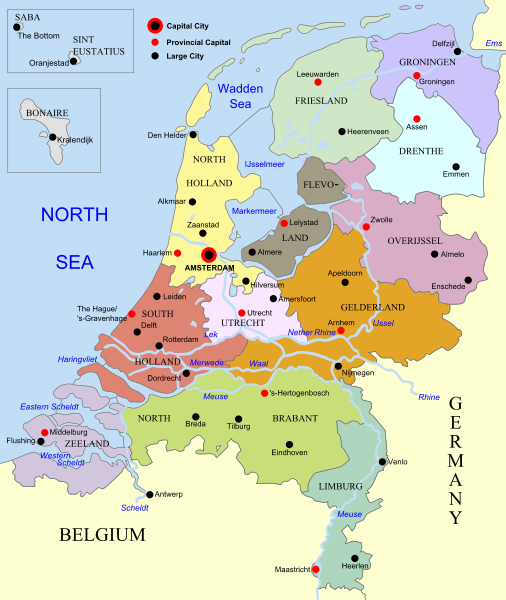 SABA
The Bottom
SINT
EUSTATIUS
Oranjestad
BONAIRE
Kralendijk
Capital City
Provincial Capital
Large City
Wadden
Sea
NORTH
SEA
Delfzijl
Ems
GRONINGEN
Groningen
Leeuwarden
FRIESLAND
Assen
Heerenveen
DRENTHE
Emmen
Den Helder
NORTH
HOLLAND
IJsselmeer
FLEVO-
LAND
Alkmaar
Markermeer
Lelystad
Zwolle
Zaanstad
OVERIJSSEL
Haarlem
AMSTERDAM
Almere
Almelo
Apeldoorn
Hilversum
Enschede
Leiden
Amersfoort
GELDERLAND
SOUTH
HOLLAND
The Hague/
's-Gravenhage
Utrecht
UTRECHT
Delft
Lek
Nether Rhine
Arnhem
IJssel
Rotterdam
Haringvliet
Merwede
Waal
Dordrecht
Nijmegen
Meuse
's-Hertogenbosch
Rhine
Eastern Scheldt
NORTH
BRABANT
Breda
Tilburg
Middelburg
Flushing
ZEELAND
Western
Scheldt
Eindhoven
Venlo
GERMANY
LIMBURG
Antwerp
Scheldt
Meuse
BELGIUM
Maastricht
Heerlen